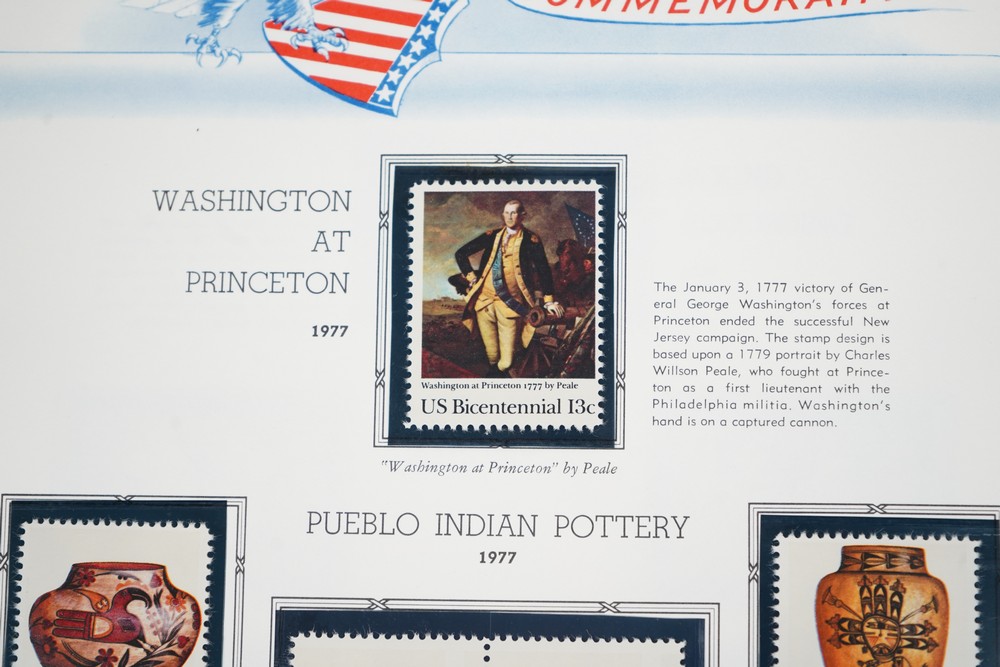 WASHINGTON
AT
PRINCETON
1977
Washington at Princeton 1777 by Peale
US Bicentennial 13c
"Washington at Princeton" by Peale
The January 3, 1777 victory of Gen-
eral George Washington's forces at
Princeton ended the successful New
Jersey campaign. The stamp design is
based upon a 1779 portrait by Charles
Willson Peale, who fought at Prince-
ton as a first lieutenant with the
Philadelphia militia. Washington's
hand is on a captured cannon.
PUEBLO INDIAN POTTERY
1977